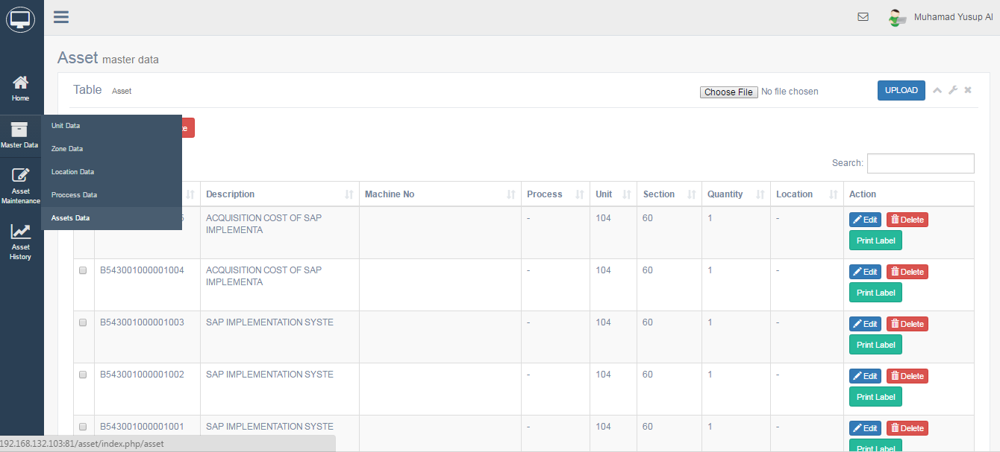 Muhamad Yusup Al
Asset master data
Home
Table Asset
Choose File No file chosen
UPLOAD
Master Data
Unit Data
Zone Data
Location Data
Proccess Data
Assets Data
Search:
Asset
Maintenance
Asset
History
Description Machine No Process Unit Section Quantity Location Action
ACQUISITION COST OF SAP - 104 60 1 - Edit Delete
IMPLEMENTA
Print Label
B543001000001004 ACQUISITION COST OF SAP - 104 60 1 - Edit Delete
IMPLEMENTA
Print Label
B543001000001003 SAP IMPLEMENTATION SYSTE - 104 60 1 - Edit Delete
Print Label
B543001000001002 SAP IMPLEMENTATION SYSTE - 104 60 1 - Edit Delete
Print Label
B543001000001001 SAP IMPLEMENTATION SYSTE - 104 60 1 - Edit Delete
Print Label
192.168.132.103:81/asset/index.php/asset